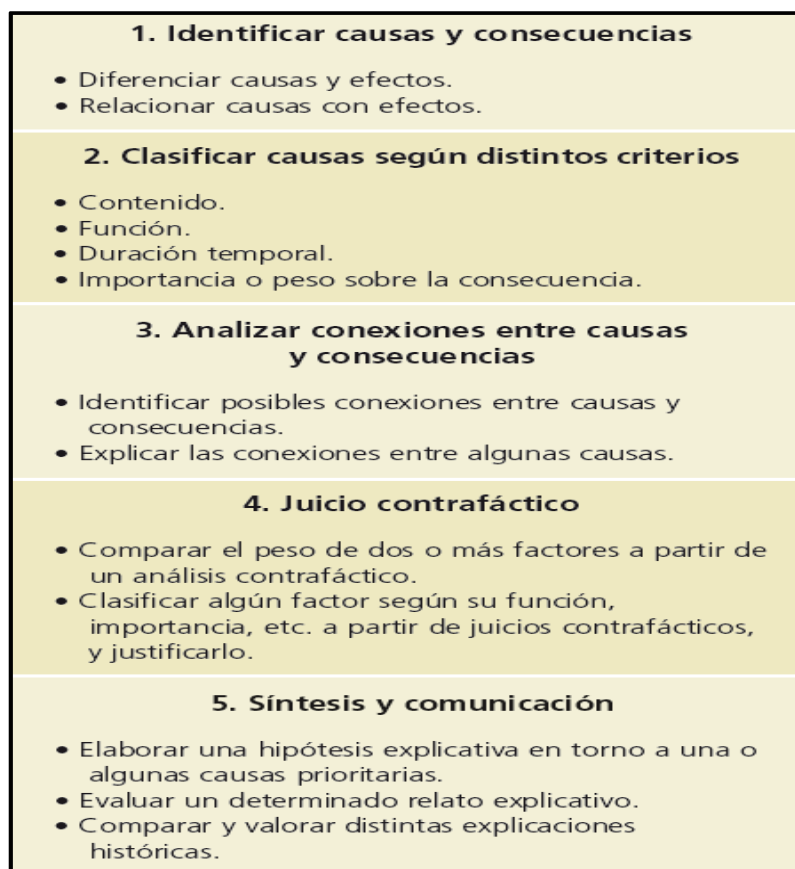 1. Identificar causas y consecuencias
• Diferenciar causas y efectos.
• Relacionar causas con efectos.
2. Clasificar causas según distintos criterios
• Contenido.
• Función.
• Duración temporal.
• Importancia o peso sobre la consecuencia.
3. Analizar conexiones entre causas
y consecuencias
• Identificar posibles conexiones entre causas y
consecuencias.
• Explicar las conexiones entre algunas causas.
4. Juicio contrafáctico
• Comparar el peso de dos o más factores a partir de
un análisis contrafáctico.
• Clasificar algún factor según su función,
importancia, etc. a partir de juicios contrafácticos,
y justificarlo.
5. Síntesis y comunicación
• Elaborar una hipótesis explicativa en torno a una o
algunas causas prioritarias.
• Evaluar un determinado relato explicativo.
• Comparar y valorar distintas explicaciones
históricas.